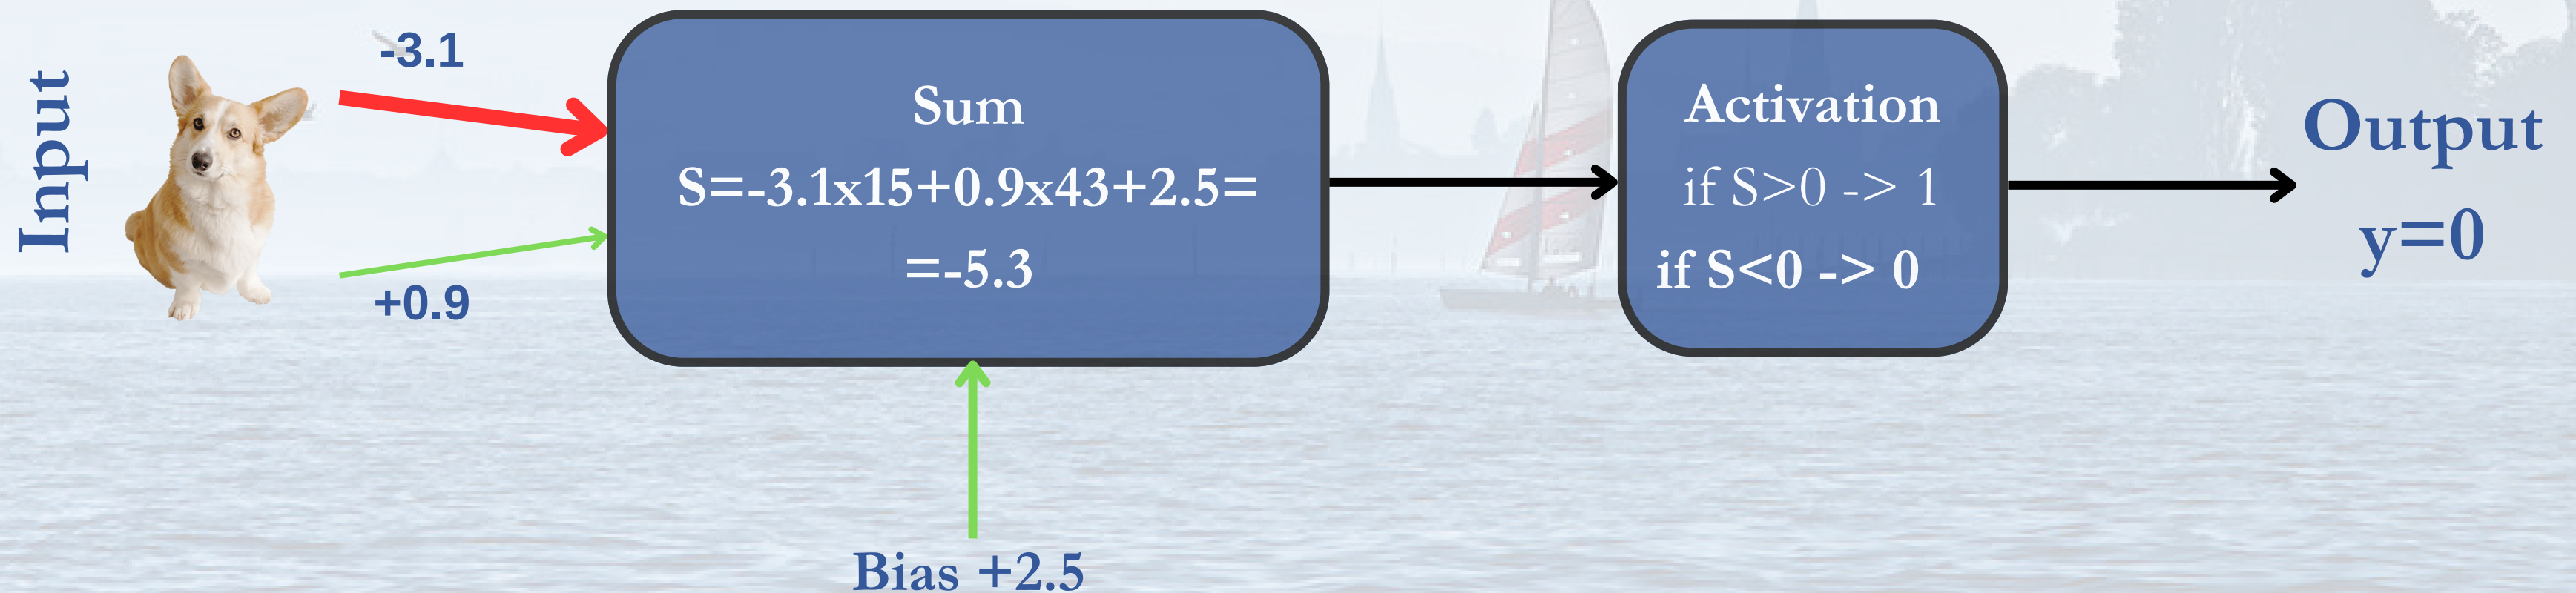 Input
-3.1
+0.9
Sum
S=-3.1x15+0.9x43+2.5=
=-5.3
Bias +2.5
Activation
if S>0 -> 1
if S<0 -> 0
Output
y=0